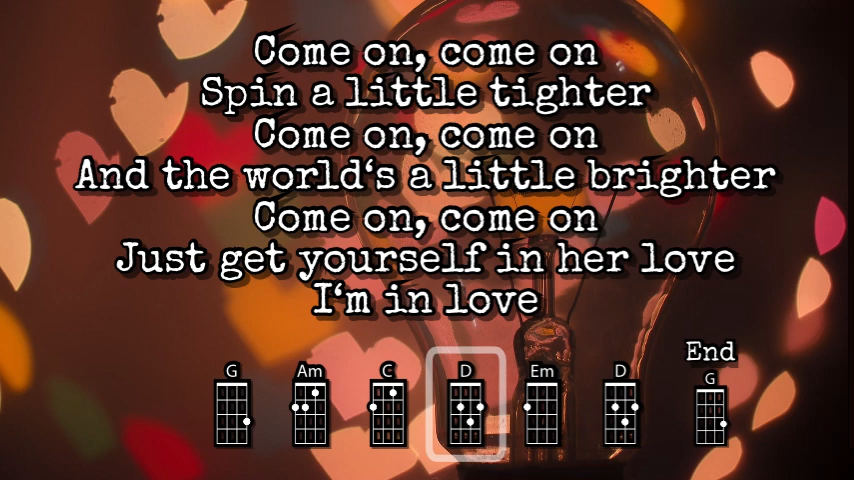 Come on, come on
Spin a little tighter
Come on, come on
And the world's a little brighter
Come on, come on
Just get yourself in her love
I'm in love
End
G Am C D Em D G